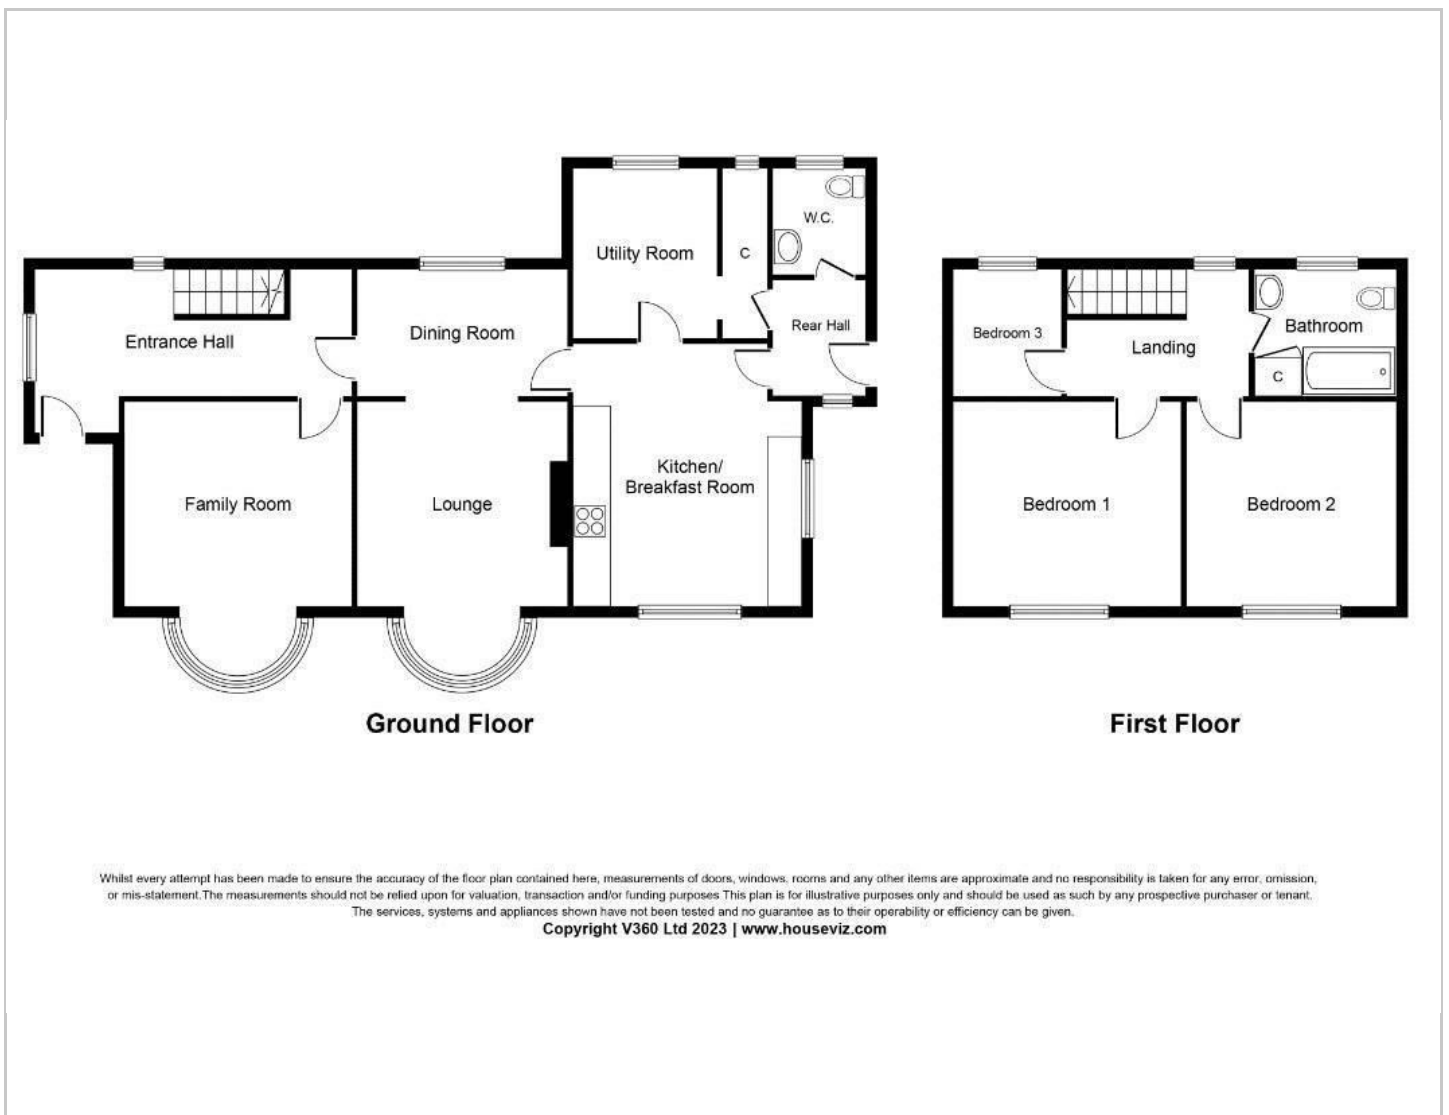 Utility Room
C
W.C.
Entrance Hall
Dining Room
Rear Hall
Family Room
Lounge
Kitchen/
Breakfast Room
Ground Floor
Bedroom 3
Landing
Bathroom
C
Bedroom 1
Bedroom 2
First Floor
Whilst every attempt has been made to ensure the accuracy of the floor plan contained here, measurements of doors, windows, rooms and any other items are approximate and no responsibility is taken for any error, omission,
or mis-statement.The measurements should not be relied upon for valuation, transaction and/or funding purposes This plan is for illustrative purposes only and should be used as such by any prospective purchaser or tenant.
The services, systems and appliances shown have not been tested and no guarantee as to their operability or efficiency can be given.
Copyright V360 Ltd 2023 | www.houseviz.com